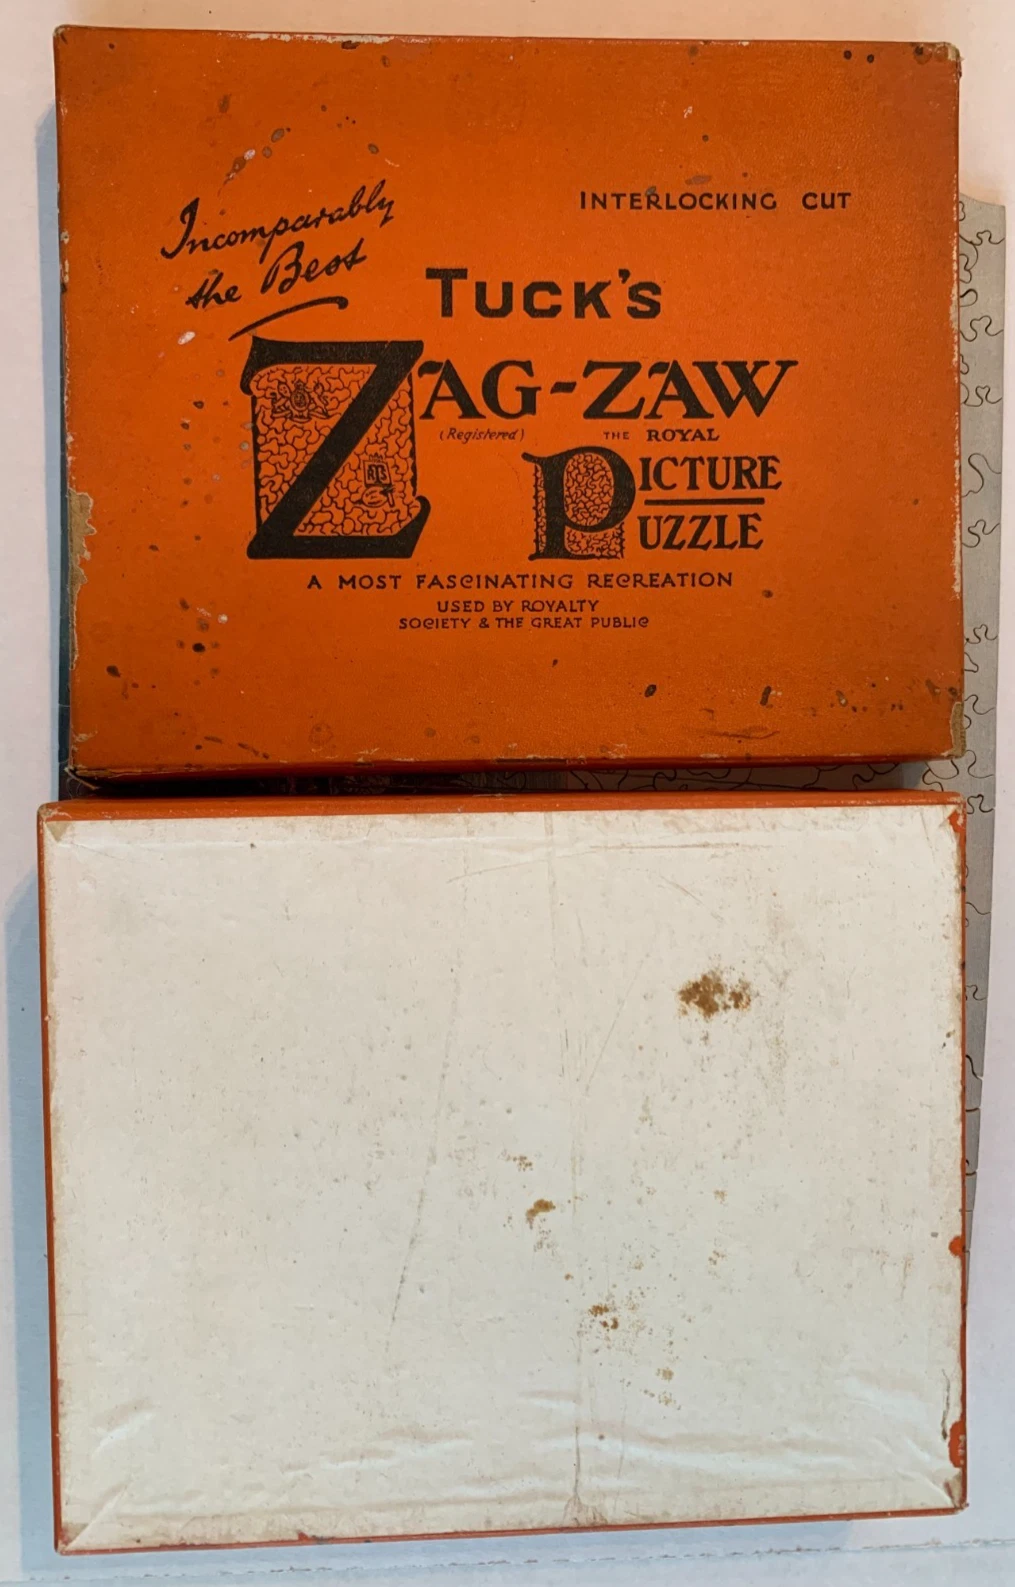 Incomparably
the Best
INTERLOCKING CUT
TUCK'S
ZAG-ZAW
(Registered)
THE ROYAL
PICTURE
PUZZLE
RTS
A MOST FASCINATING RECREATION
USED BY ROYALTY
SOCIETY & THE GREAT PUBLIC